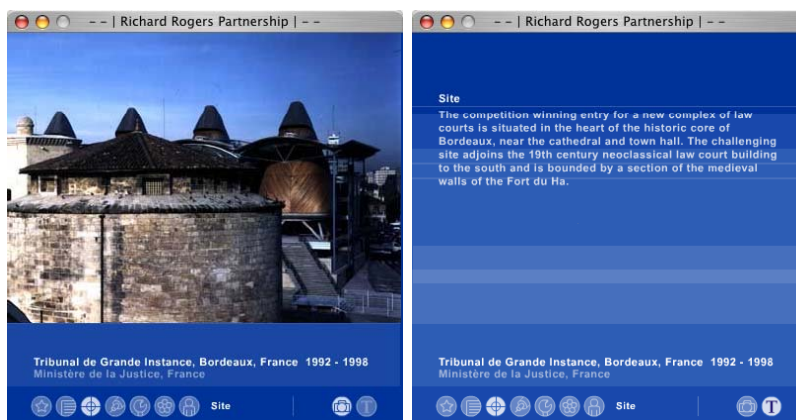 - - | Richard Rogers Partnership | - -
Tribunal de Grande Instance, Bordeaux, France 1992 - 1998
Ministère de la Justice, France
Site
T
- - | Richard Rogers Partnership | - -
Site
The competition winning entry for a new complex of law
courts is situated in the heart of the historic core of
Bordeaux, near the cathedral and town hall. The challenging
site adjoins the 19th century neoclassical law court building
to the south and is bounded by a section of the medieval
walls of the Fort du Ha.
Tribunal de Grande Instance, Bordeaux, France 1992 - 1998
Ministère de la Justice, France
Site
T